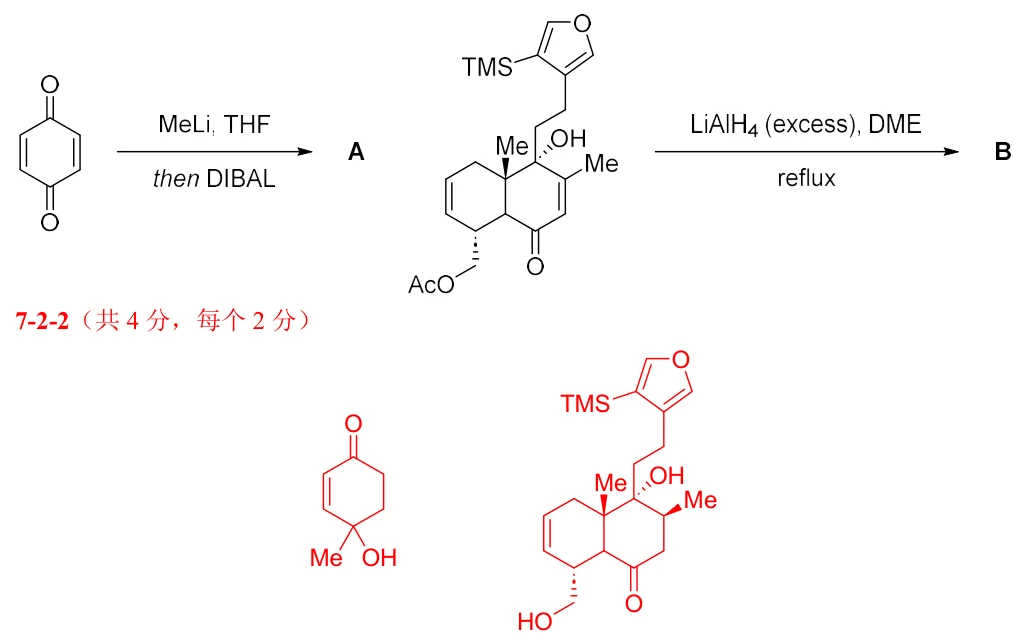 O
O
MeLi, THF
then DIBAL
A
O
TMS
Me
OH
Me
O
AcO
LiAlH4 (excess), DME
reflux
B
7-2-2（共 4 分，每个 2 分）
O
Me
OH
O
TMS
Me
OH
Me
O
HO